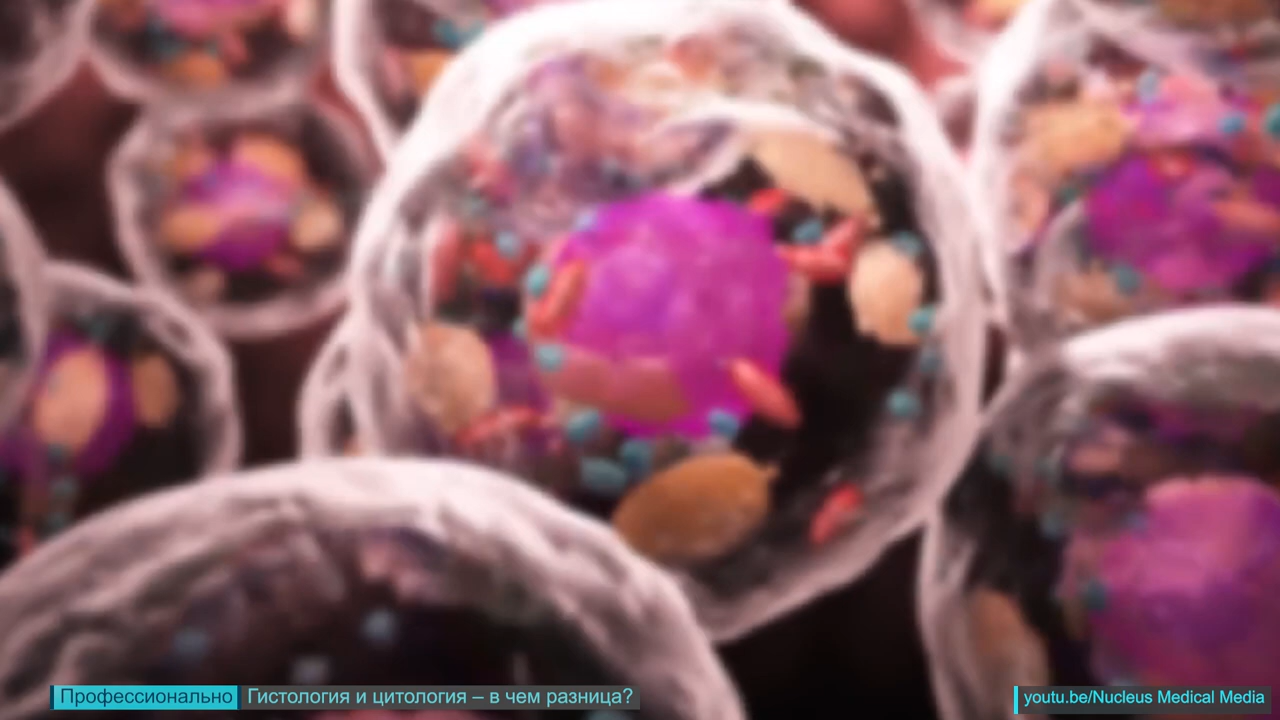 Профессионально Гистология и цитология – в чем разница?
youtu.be/Nucleus Medical Media